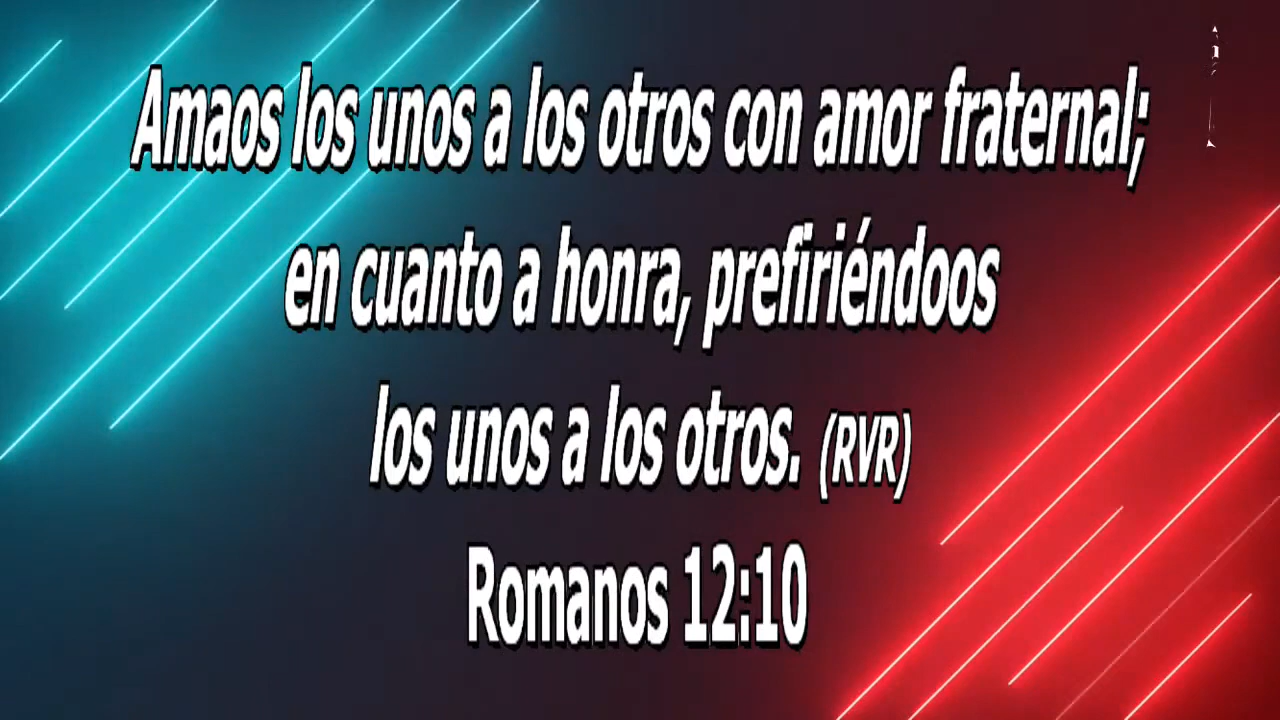 Amaos los unos a los otros con amor fraternal;
en cuanto a honra, prefiriéndoos
los unos a los otros. (RVR)
Romanos 12:10